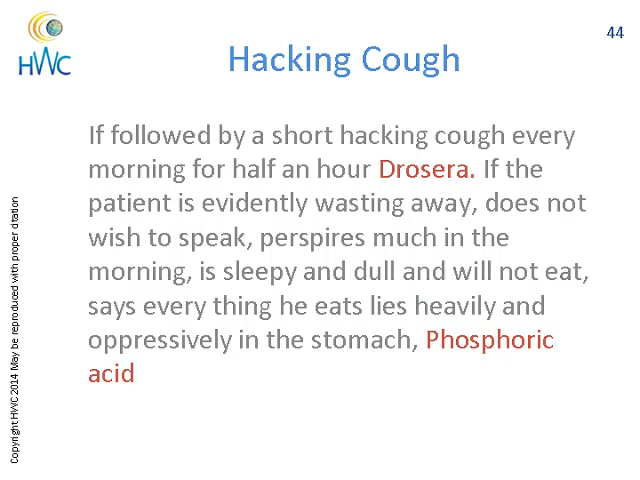 44
HWC
Hacking Cough
If followed by a short hacking cough every
morning for half an hour Drosera. If the
patient is evidently wasting away, does not
wish to speak, perspires much in the
morning, is sleepy and dull and will not eat,
says every thing he eats lies heavily and
oppressively in the stomach, Phosphoric
acid
Copyright HWC 2014 May be reproduced with proper citation